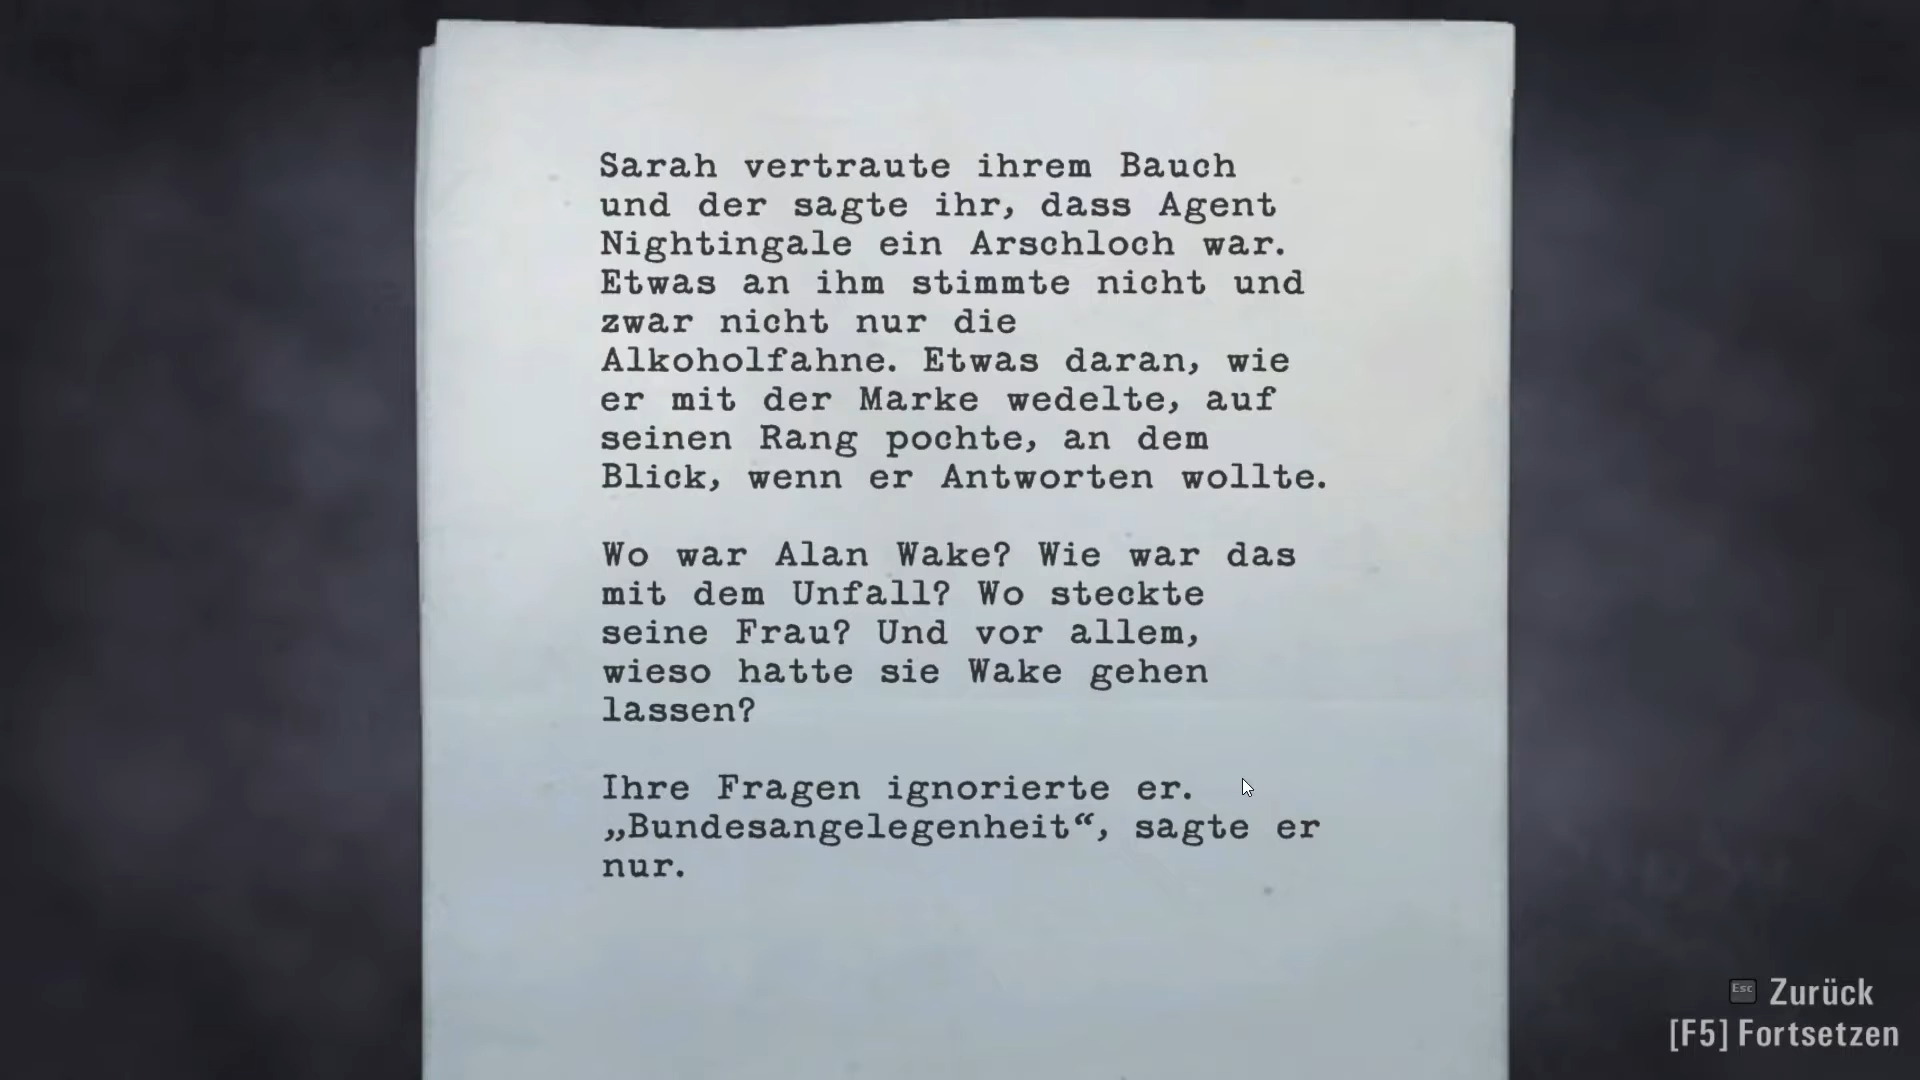 Sarah vertraute ihrem Bauch
und der sagte ihr, dass Agent
Nightingale ein Arschloch war.
Etwas an ihm stimmte nicht und
zwar nicht nur die
Alkoholfahne. Etwas daran, wie
er mit der Marke wedelte, auf
seinen Rang pochte, an dem
Blick, wenn er Antworten wollte.

Wo war Alan Wake? Wie war das
mit dem Unfall? Wo steckte
seine Frau? Und vor allem,
wieso hatte sie Wake gehen
lassen?

Ihre Fragen ignorierte er.
„Bundesangelegenheit“, sagte er
nur.

Esc Zurück
[F5] Fortsetzen